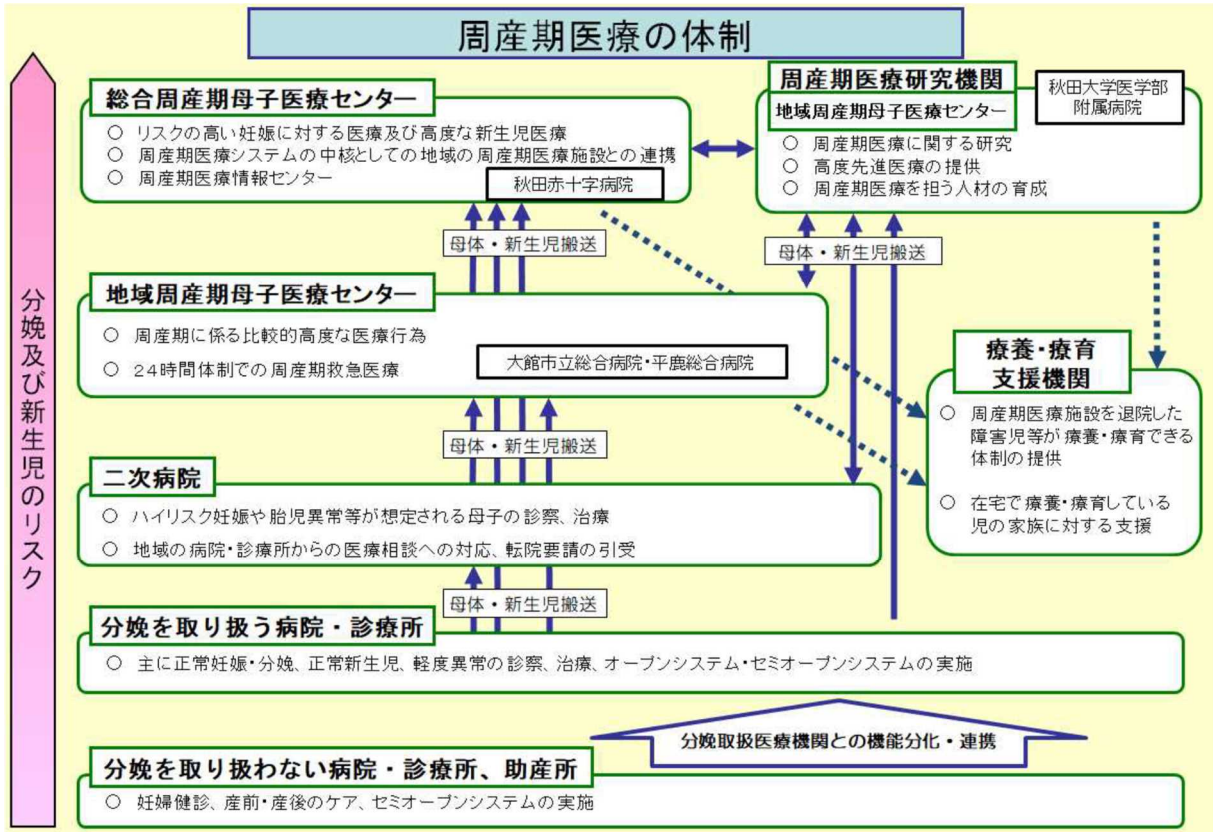 周産期医療の体制
分娩及び新生児のリスク
総合周産期母子医療センター
○ リスクの高い妊娠に対する医療及び高度な新生児医療
○ 周産期医療システムの中核としての地域の周産期医療施設との連携
○ 周産期医療情報センター
秋田赤十字病院
周産期医療研究機関
地域周産期母子医療センター
秋田大学医学部
附属病院
○ 周産期医療に関する研究
○ 高度先進医療の提供
○ 周産期医療を担う人材の育成
母体・新生児搬送
母体・新生児搬送
地域周産期母子医療センター
○ 周産期に係る比較的高度な医療行為
○ 24時間体制での周産期救急医療
大館市立総合病院・平鹿総合病院
療養・療育
支援機関
○ 周産期医療施設を退院した
障害児等が療養・療育できる
体制の提供
○ 在宅で療養・療育している
児の家族に対する支援
母体・新生児搬送
二次病院
○ ハイリスク妊娠や胎児異常等が想定される母子の診察、治療
○ 地域の病院・診療所からの医療相談への対応、転院要請の引受
母体・新生児搬送
分娩を取り扱う病院・診療所
○ 主に正常妊娠・分娩、正常新生児、軽度異常の診察、治療、オープンシステム・セミオープンシステムの実施
分娩取扱医療機関との機能分化・連携
分娩を取り扱わない病院・診療所、助産所
○ 妊婦健診、産前・産後のケア、セミオープンシステムの実施